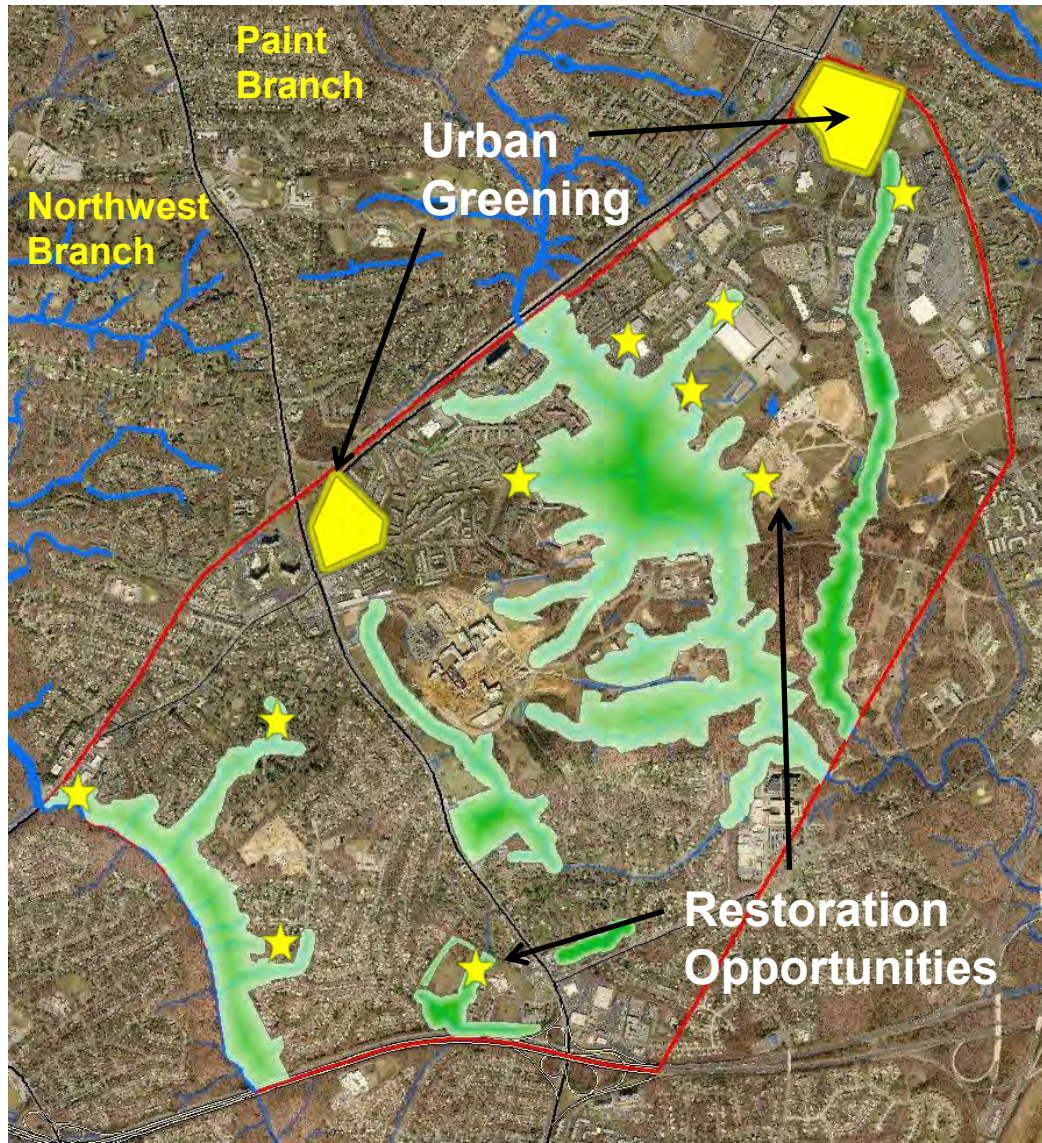 Paint
Branch
Urban
Greening
Northwest
Branch
Restoration
Opportunities